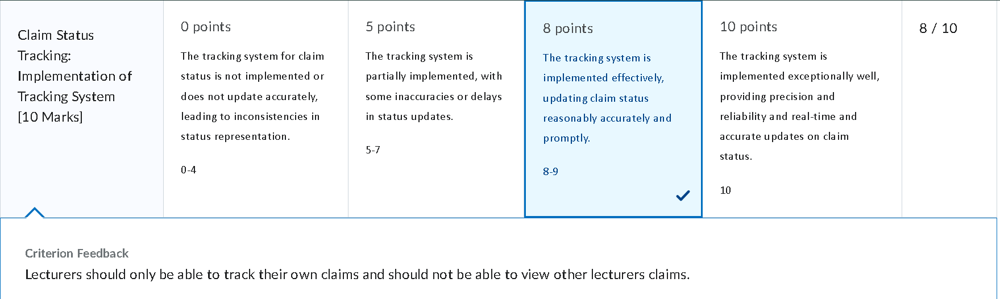 Claim Status
Tracking:
Implementation of
Tracking System
[10 Marks]
0 points
The tracking system for claim
status is not implemented or
does not update accurately,
leading to inconsistencies in
status representation.
0-4
5 points
The tracking system is
partially implemented, with
some inaccuracies or delays
in status updates.
5-7
8 points
The tracking system is
implemented effectively,
updating claim status
reasonably accurately and
promptly.
8-9
10 points
The tracking system is
implemented exceptionally well,
providing precision and
reliability and real-time and
accurate updates on claim
status.
10
8 / 10
Criterion Feedback
Lecturers should only be able to track their own claims and should not be able to view other lecturers claims.